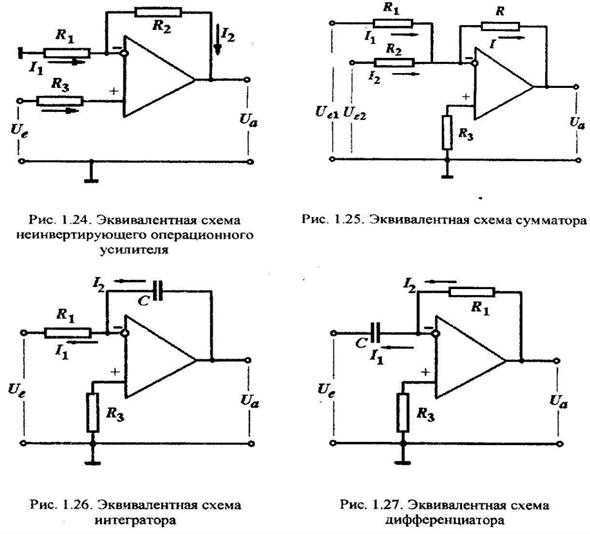 R₂
I₂
R₁
I₁
R₃
−
+
Uₑ
Uₐ
Рис. 1.24. Эквивалентная схема
неинвертирующего операционного
усилителя
R₁
I₁
R₂
I₂
R
I
−
+
R₃
Uₑ₁
Uₑ₂
Uₐ
Рис. 1.25. Эквивалентная схема сумматора
I₂
C
R₁
I₁
−
+
R₃
Uₑ
Uₐ
Рис. 1.26. Эквивалентная схема
интегратора
I₂
R₁
C
I₁
−
+
R₃
Uₑ
Uₐ
Рис. 1.27. Эквивалентная схема
дифференциатора